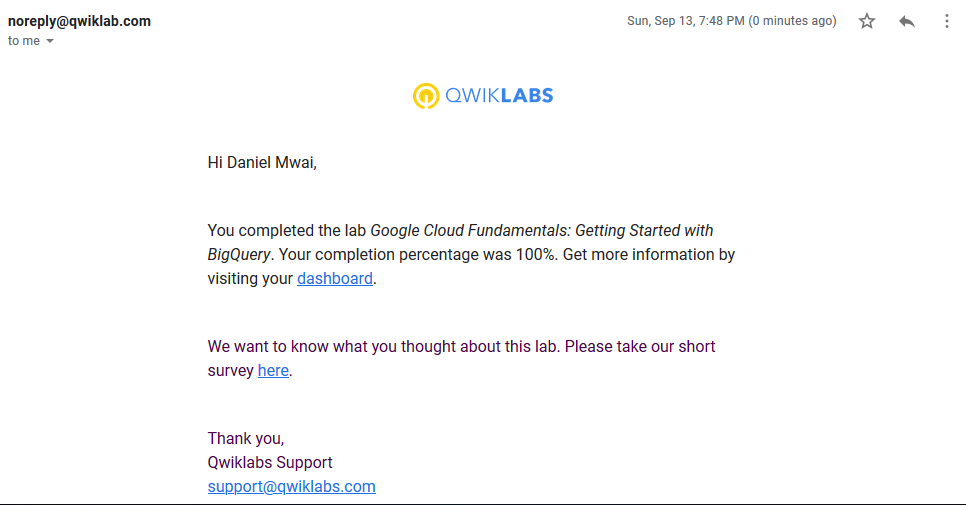 noreply@qwiklab.com
Sun, Sep 13, 7:48 PM (0 minutes ago)
to me
QWIKLABS
Hi Daniel Mwai,
You completed the lab Google Cloud Fundamentals: Getting Started with
BigQuery. Your completion percentage was 100%. Get more information by
visiting your dashboard.
We want to know what you thought about this lab. Please take our short
survey here.
Thank you,
Qwiklabs Support
support@qwiklabs.com